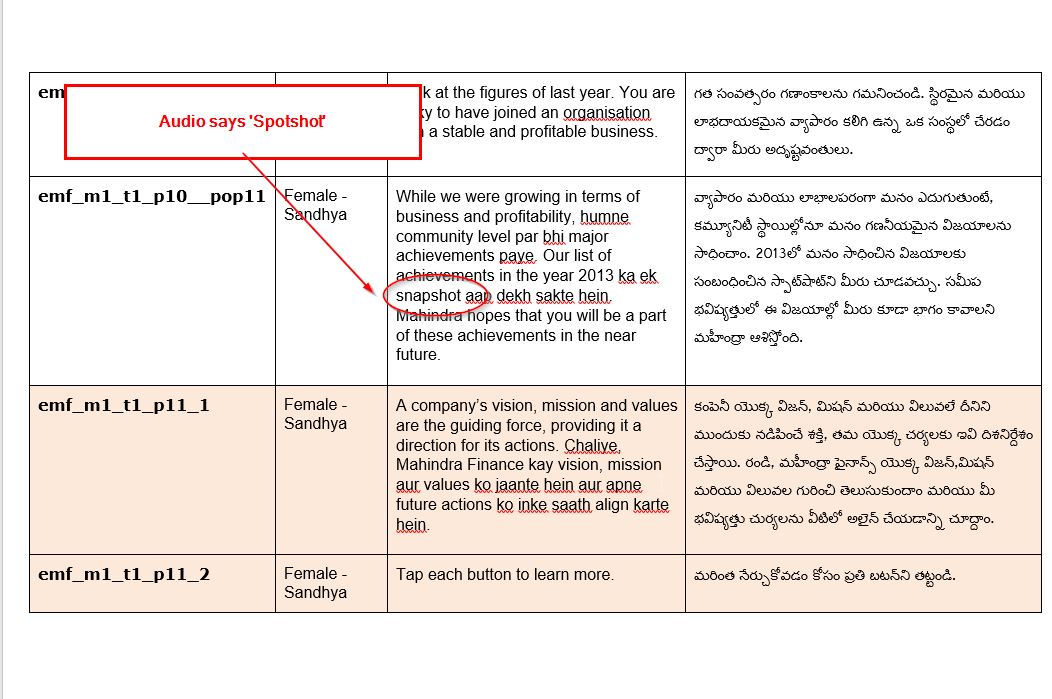 em
Audio says 'Spotshot'
k at the figures of last year. You are
ky to have joined an organisation
a stable and profitable business.
గత సంవత్సరం గణాంకాలను గమనించండి. స్థిరమైన మరియు
లాభదాయకమైన వ్యాపారం కలిగి ఉన్న ఒక సంస్థలో చేరడం
ద్వారా మీరు అదృష్టవంతులు.
emf_m1_t1_p10__pop11
Female -
Sandhya
While we were growing in terms of
business and profitability, humne
community level par bhi major
achievements paye. Our list of
achievements in the year 2013 ka ek
snapshot aap dekh sakte hein.
Mahindra hopes that you will be a part
of these achievements in the near
future.
వ్యాపారం మరియు లాభాలపరంగా మనం ఎదుగుతుంటే,
కమ్యూనిటీ స్థాయిల్లోనూ మనం గణనీయమైన విజయాలను
సాధించాం. 2013లో మనం సాధించిన విజయాలకు
సంబంధించిన స్పాట్‌షాట్‌ని మీరు చూడవచ్చు. సమీప
భవిష్యత్తులో ఈ విజయాల్లో మీరు కూడా భాగం కావాలని
మహీంద్రా ఆశిస్తోంది.
emf_m1_t1_p11_1
Female -
Sandhya
A company's vision, mission and values
are the guiding force, providing it a
direction for its actions. Chaliye,
Mahindra Finance kay vision, mission
aur values ko jaante hein aur apne
future actions ko inke saath align karte
hein.
కంపెనీ యొక్క విజన్, మిషన్ మరియు విలువలే దీనిని
ముందుకు నడిపించే శక్తి, తమ యొక్క చర్యలకు ఇవి దిశనిర్దేశం
చేస్తాయి. రండి, మహీంద్రా ఫైనాన్స్ యొక్క విజన్,మిషన్
మరియు విలువల గురించి తెలుసుకుందాం మరియు మీ
భవిష్యత్తు చుర్యలను వీటిలో అలైన్ చేయడాన్ని చూద్దాం.
emf_m1_t1_p11_2
Female -
Sandhya
Tap each button to learn more.
మరింత నేర్చుకోవడం కోసం ప్రతి బటన్‌ని తట్టండి.